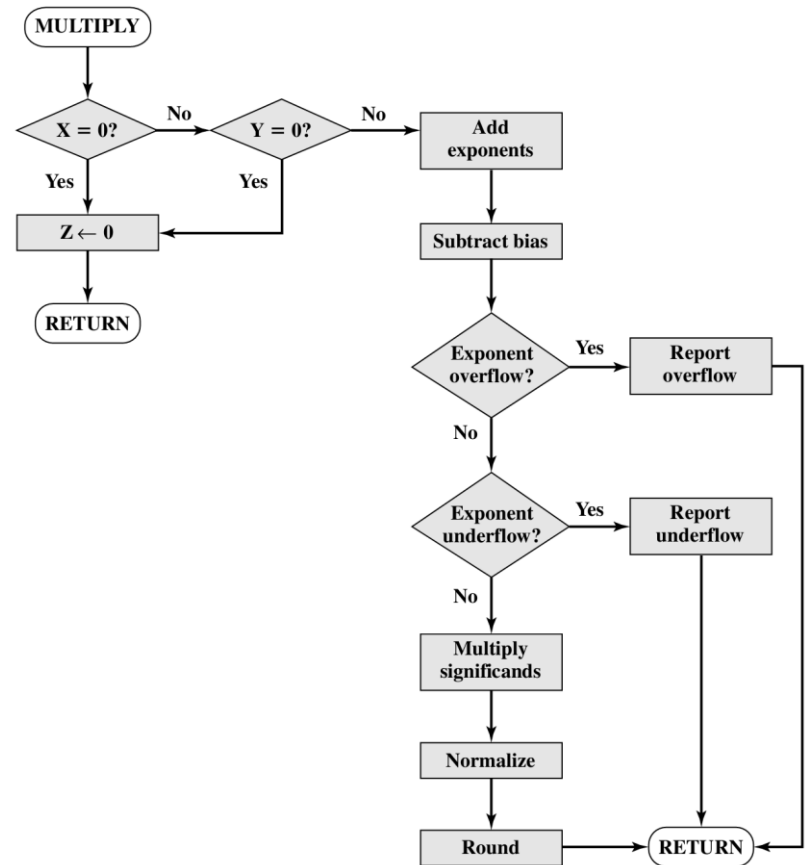 MULTIPLY
X = 0?
No
Y = 0?
No
Add
exponents
Yes
Yes
Z ← 0
RETURN
Subtract bias
Exponent
overflow?
Yes
Report
overflow
No
Exponent
underflow?
Yes
Report
underflow
No
Multiply
significands
Normalize
Round
RETURN